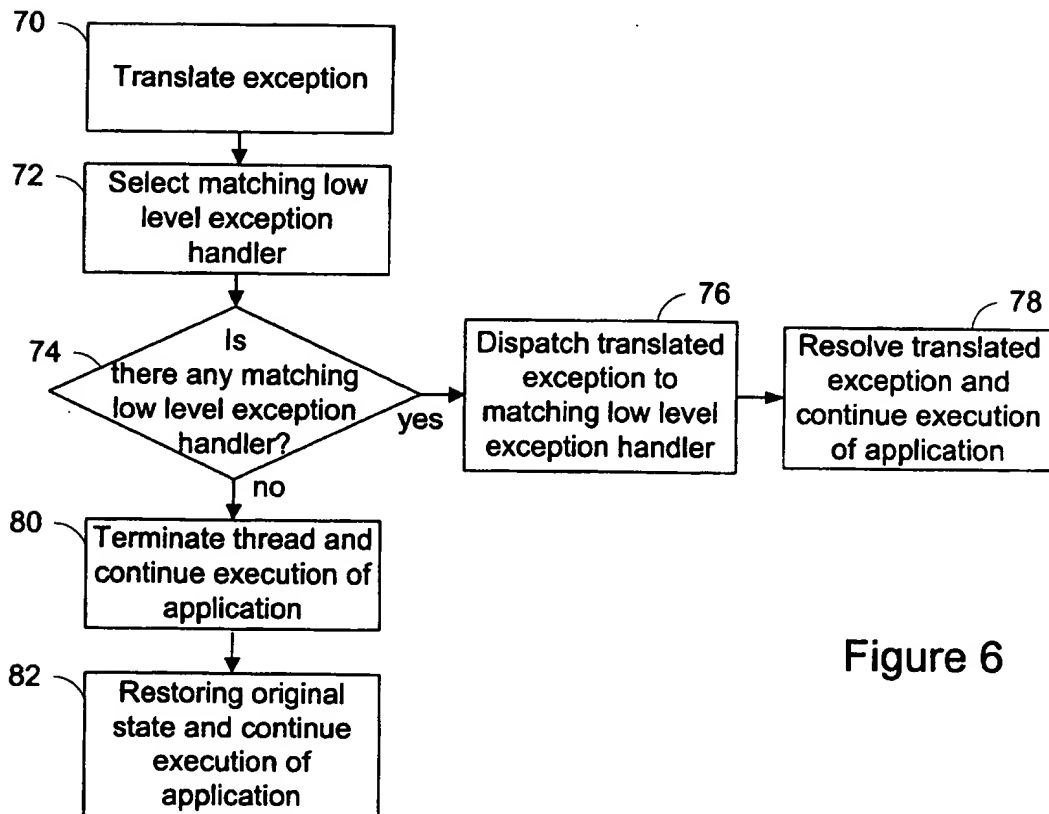 70
Translate exception
72
Select matching low
level exception
handler
74
Is
there any matching
low level exception
handler?
yes
no
76
Dispatch translated
exception to
matching low level
exception handler
78
Resolve translated
exception and
continue execution
of application
80
Terminate thread and
continue execution of
application
82
Restoring original
state and continue
execution of
application
Figure 6